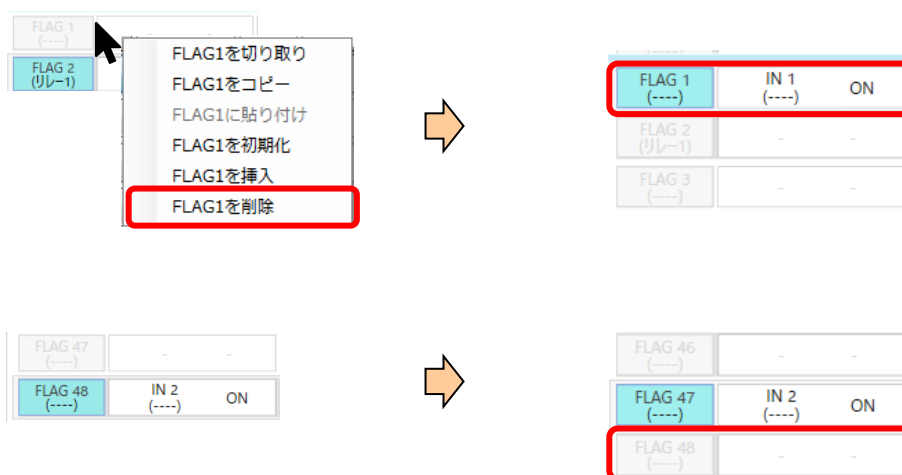 FLAG 1
(----)
FLAG 2
(リレー1)
FLAG1を切り取り
FLAG1をコピー
FLAG1に貼り付け
FLAG1を初期化
FLAG1を挿入
FLAG1を削除
FLAG 1
(----)
IN 1
(----)
ON
FLAG 2
(リレー1)
-
-
FLAG 3
(----)
-
-
FLAG 47
(----)
-
-
FLAG 48
(----)
IN 2
(----)
ON
FLAG 46
(----)
-
-
FLAG 47
(----)
IN 2
(----)
ON
FLAG 48
(----)
-
-